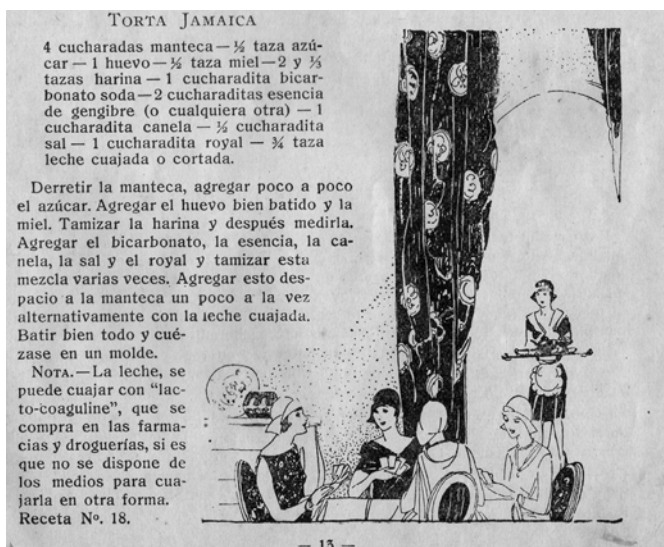 TORTA JAMAICA
4 cucharadas manteca — ½ taza azú-
car — 1 huevo — ½ taza miel — 2 y ⅓
tazas harina — 1 cucharadita bicar-
bonato soda — 2 cucharaditas esencia
de gengibre (o cualquiera otra) — 1
cucharadita canela — ½ cucharadita
sal — 1 cucharadita royal — ¾ taza
leche cuajada o cortada.
Derretir la manteca, agregar poco a poco
el azúcar. Agregar el huevo bien batido y la
miel. Tamizar la harina y después medirla.
Agregar el bicarbonato, la esencia, la ca-
nela, la sal y el royal y tamizar esta
mezcla varias veces. Agregar esto des-
pacio a la manteca un poco a la vez
alternativamente con la leche cuajada.
Batir bien todo y cué-
zase en un molde.
NOTA. — La leche, se
puede cuajar con “lac-
to-coaguline”, que se
compra en las farma-
cias y droguerías, si es
que no se dispone de
los medios para cua-
jarla en otra forma.
Receta Nº. 18.
— 13 —